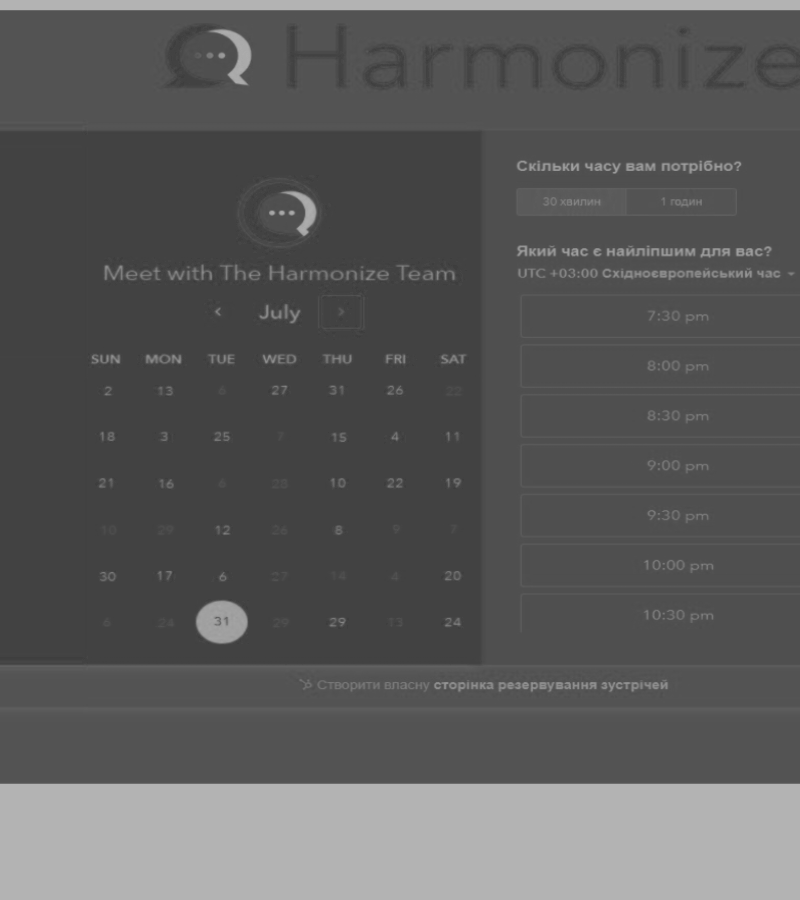 Harmonize
Meet with The Harmonize Team
July
SUN MON TUE WED THU FRI SAT
2 13 27 31 26 22
18 3 25 7 15 4 11
21 16 6 28 10 22 19
10 29 12 26 8 9 7
30 17 6 27 14 4 20
6 24 31 29 29 13 24
Скільки часу вам потрібно?
30 хвилин 1 годин
Який час є найліпшим для вас?
UTC +03:00 Східноєвропейський час
7:30 pm
8:00 pm
8:30 pm
9:00 pm
9:30 pm
10:00 pm
10:30 pm
Створити власну сторінка резервування зустрічей